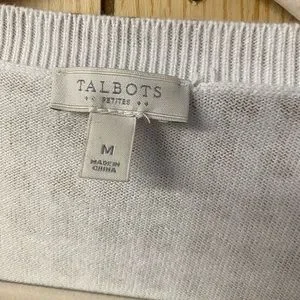 TALBOTS
PETITES
M
MADE IN
CHINA